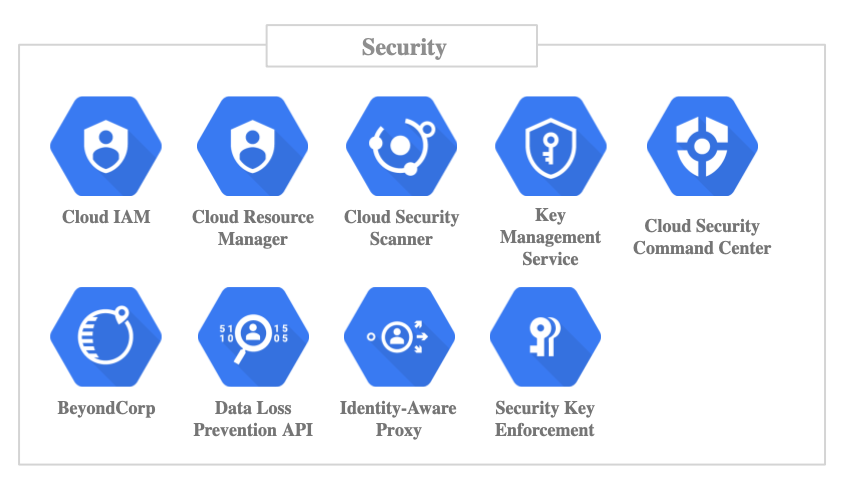 Security
Cloud IAM
Cloud Resource
Manager
Cloud Security
Scanner
Key
Management
Service
Cloud Security
Command Center
51
10
15
05
BeyondCorp
Data Loss
Prevention API
Identity-Aware
Proxy
Security Key
Enforcement